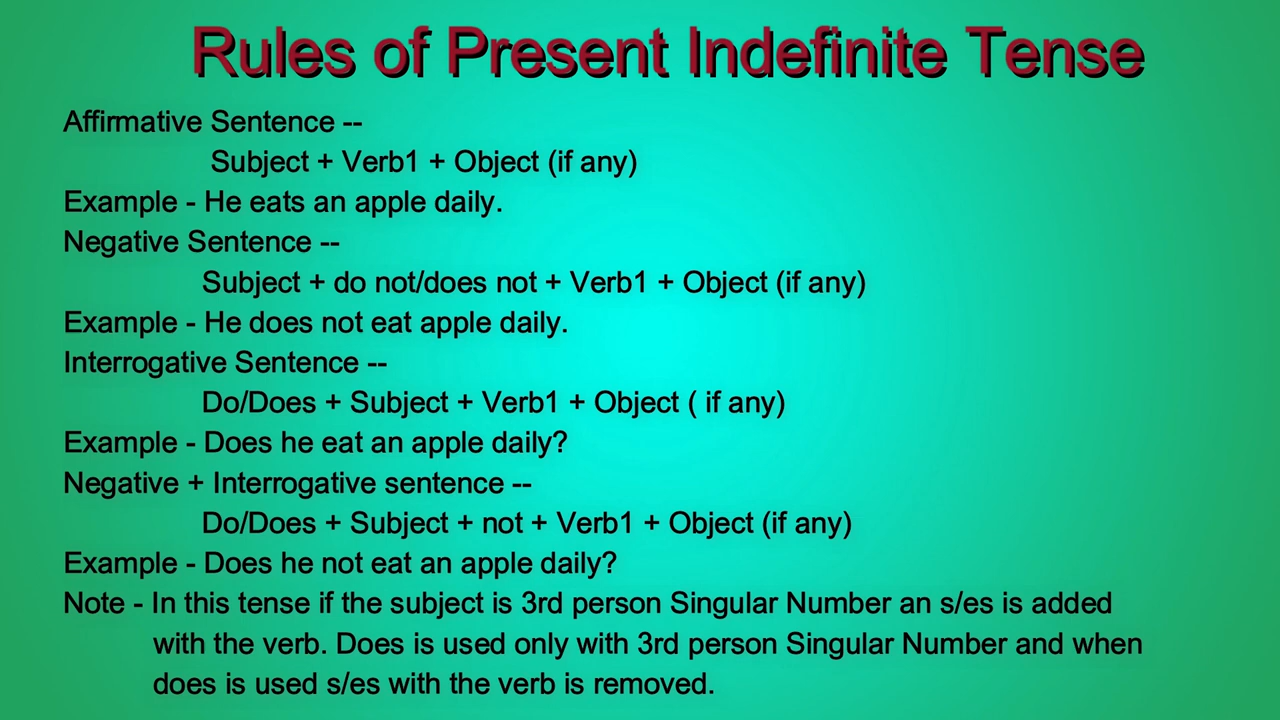 Rules of Present Indefinite Tense
Affirmative Sentence --
Subject + Verb1 + Object (if any)
Example - He eats an apple daily.
Negative Sentence --
Subject + do not/does not + Verb1 + Object (if any)
Example - He does not eat apple daily.
Interrogative Sentence --
Do/Does + Subject + Verb1 + Object ( if any)
Example - Does he eat an apple daily?
Negative + Interrogative sentence --
Do/Does + Subject + not + Verb1 + Object (if any)
Example - Does he not eat an apple daily?
Note - In this tense if the subject is 3rd person Singular Number an s/es is added
with the verb. Does is used only with 3rd person Singular Number and when
does is used s/es with the verb is removed.